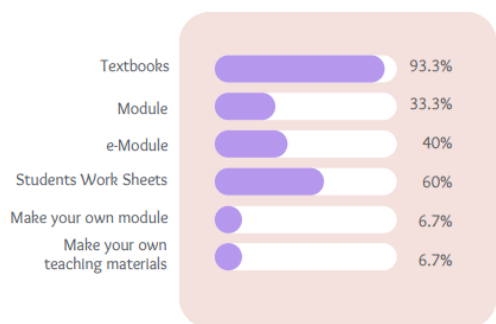 Textbooks 93.3%
Module 33.3%
e-Module 40%
Students Work Sheets 60%
Make your own module 6.7%
Make your own
teaching materials 6.7%